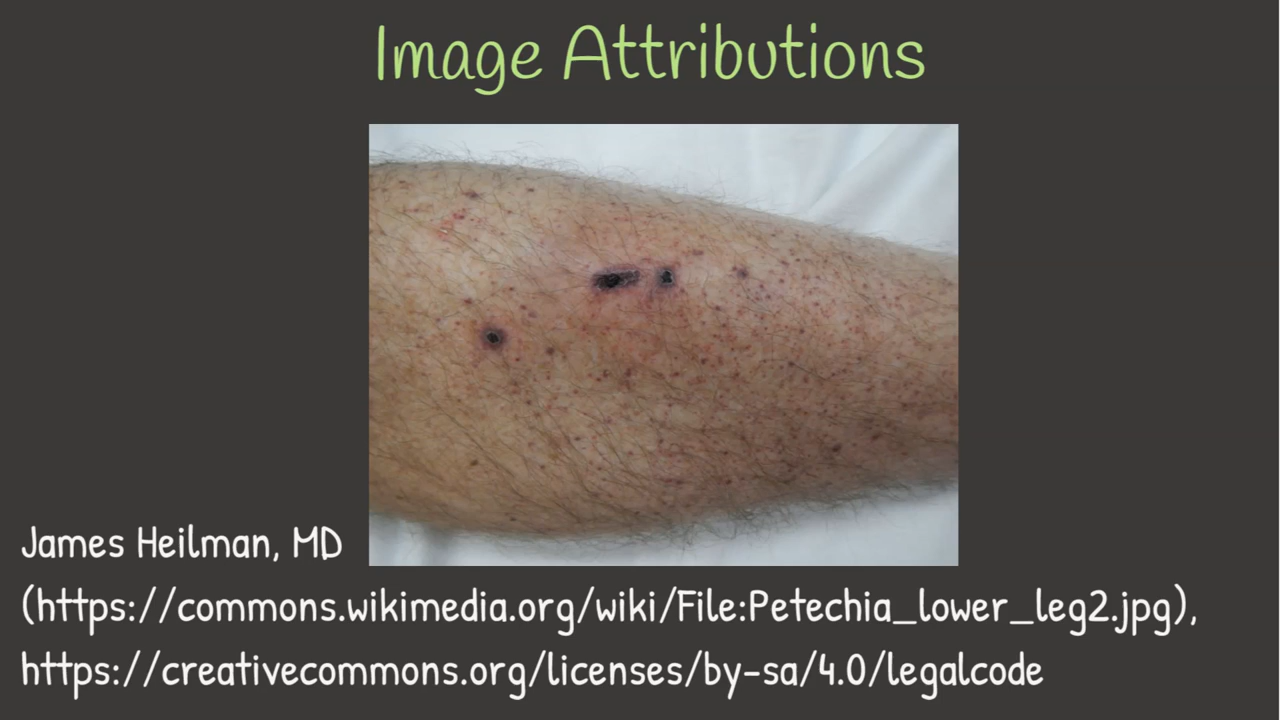 Image Attributions
James Heilman, MD
(https://commons.wikimedia.org/wiki/File:Petechia_lower_leg2.jpg),
https://creativecommons.org/licenses/by-sa/4.0/legalcode